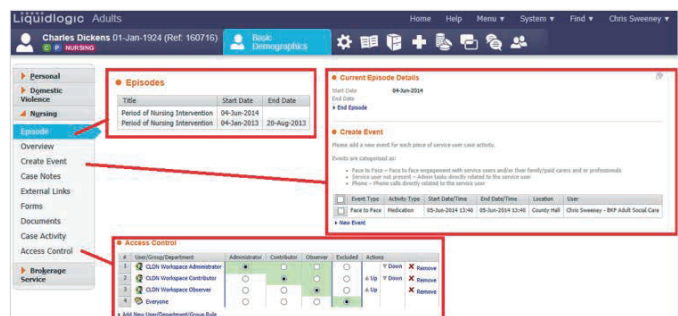 Liquidlogic Adults
Home Help Menu System Find Chris Sweeney
Charles Dickens 01-Jan-1924 (Ref: 160716)
C P NURSING
Basic
Demographics
Personal
Domestic
Violence
Nursing
Episode
Overview
Create Event
Case Notes
External Links
Forms
Documents
Case Activity
Access Control
Brokerage
Service
Episodes
Title Start Date End Date
Period of Nursing Intervention 04-Jun-2014
Period of Nursing Intervention 04-Jan-2013 20-Aug-2013
Current Episode Details
Start Date 04-Jun-2014
End Date
End Episode
Create Event
Please add a new event for each piece of service user case activity.
Events are categorised as:
• Face to Face – Face to face engagement with service users and/or their family/paid carers and or professionals
• Service user not present – Admin tasks directly related to the service user
• Phone – Phone calls directly related to the service user
Event Type Activity Type Start Date/Time End Date/Time Location User
Face to Face Medication 05-Jun-2014 13:40 05-Jun-2014 13:40 County Hall Chris Sweeney - BKP Adult Social Care
New Event
Access Control
# User/Group/Department Administrator Contributor Observer Excluded Actions
1 CLDN Workspace Administrator Down Remove
2 CLDN Workspace Contributor Up Down Remove
3 CLDN Workspace Observer Up Remove
4 Everyone
Add New User/Department/Group Rule